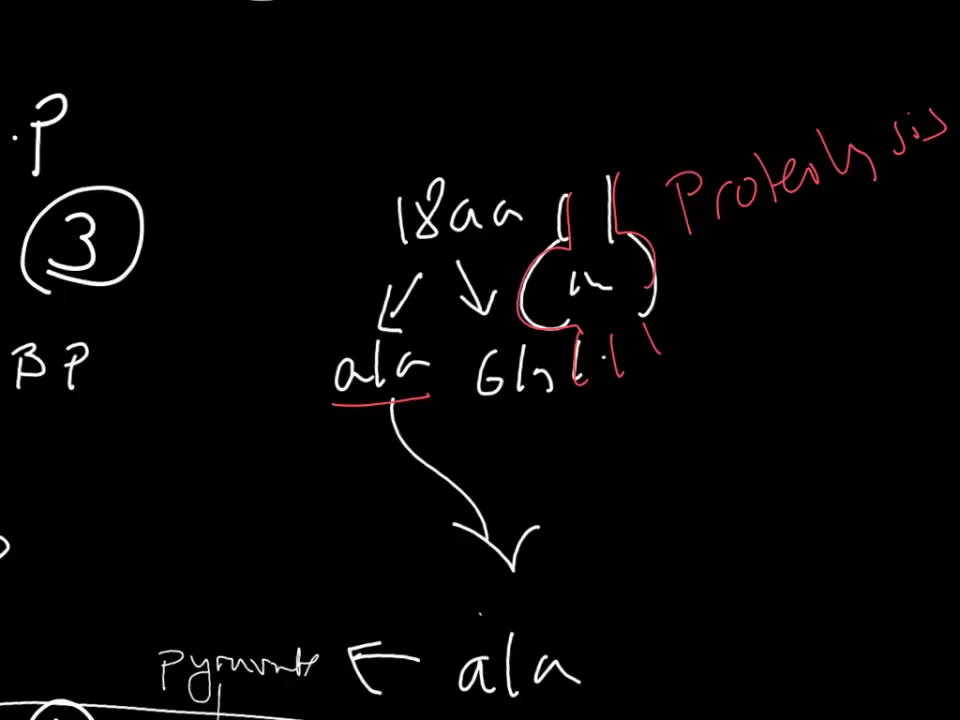 .P
Proteolysis
18aa
3
BP
ala Gln
Pyruvate ← ala